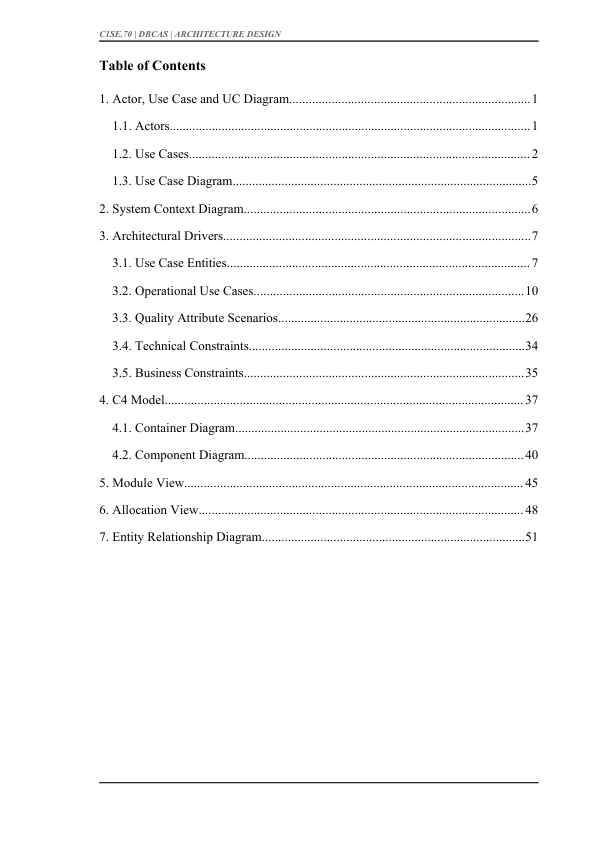 C1SE.70 | DBCAS | ARCHITECTURE DESIGN
Table of Contents
1. Actor, Use Case and UC Diagram..........................................................................1
1.1. Actors..............................................................................................................1
1.2. Use Cases........................................................................................................2
1.3. Use Case Diagram...........................................................................................5
2. System Context Diagram........................................................................................6
3. Architectural Drivers..............................................................................................7
3.1. Use Case Entities.............................................................................................7
3.2. Operational Use Cases...................................................................................10
3.3. Quality Attribute Scenarios...........................................................................26
3.4. Technical Constraints....................................................................................34
3.5. Business Constraints......................................................................................35
4. C4 Model..............................................................................................................37
4.1. Container Diagram........................................................................................37
4.2. Component Diagram.....................................................................................40
5. Module View........................................................................................................45
6. Allocation View....................................................................................................48
7. Entity Relationship Diagram................................................................................51